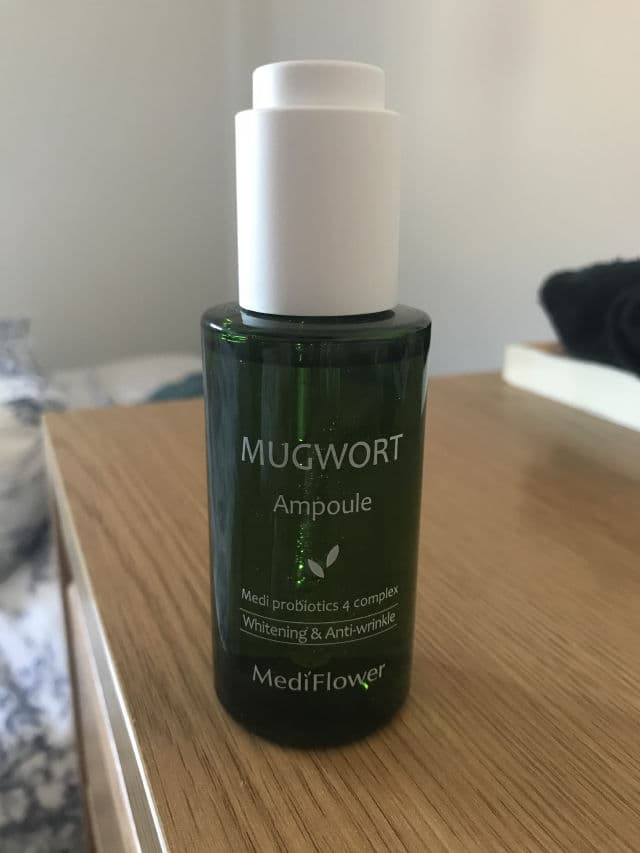 MUGWORT
Ampoule
Medi probiotics 4 complex
Whitening & Anti-wrinkle
MediFlower